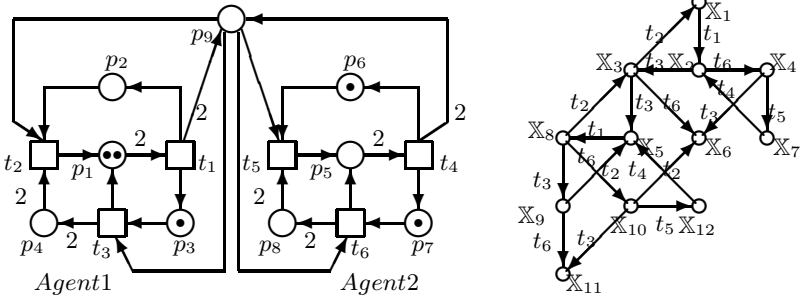 p₉
p₂
2
p₆
2
t₂
p₁
2
t₁
t₅
p₅
2
t₄
2
2
p₄
2
t₃
p₃
p₈
2
t₆
p₇
Agent1
Agent2
𝕏₁
t₂
t₁
𝕏₃
t₃
𝕏₂
t₆
𝕏₄
t₂
t₃
t₆
t₃
t₄
t₅
𝕏₈
t₁
𝕏₅
𝕏₆
𝕏₇
t₃
t₆
t₂
t₄
t₂
𝕏₉
𝕏₁₀
t₅
𝕏₁₂
t₆
t₃
𝕏₁₁